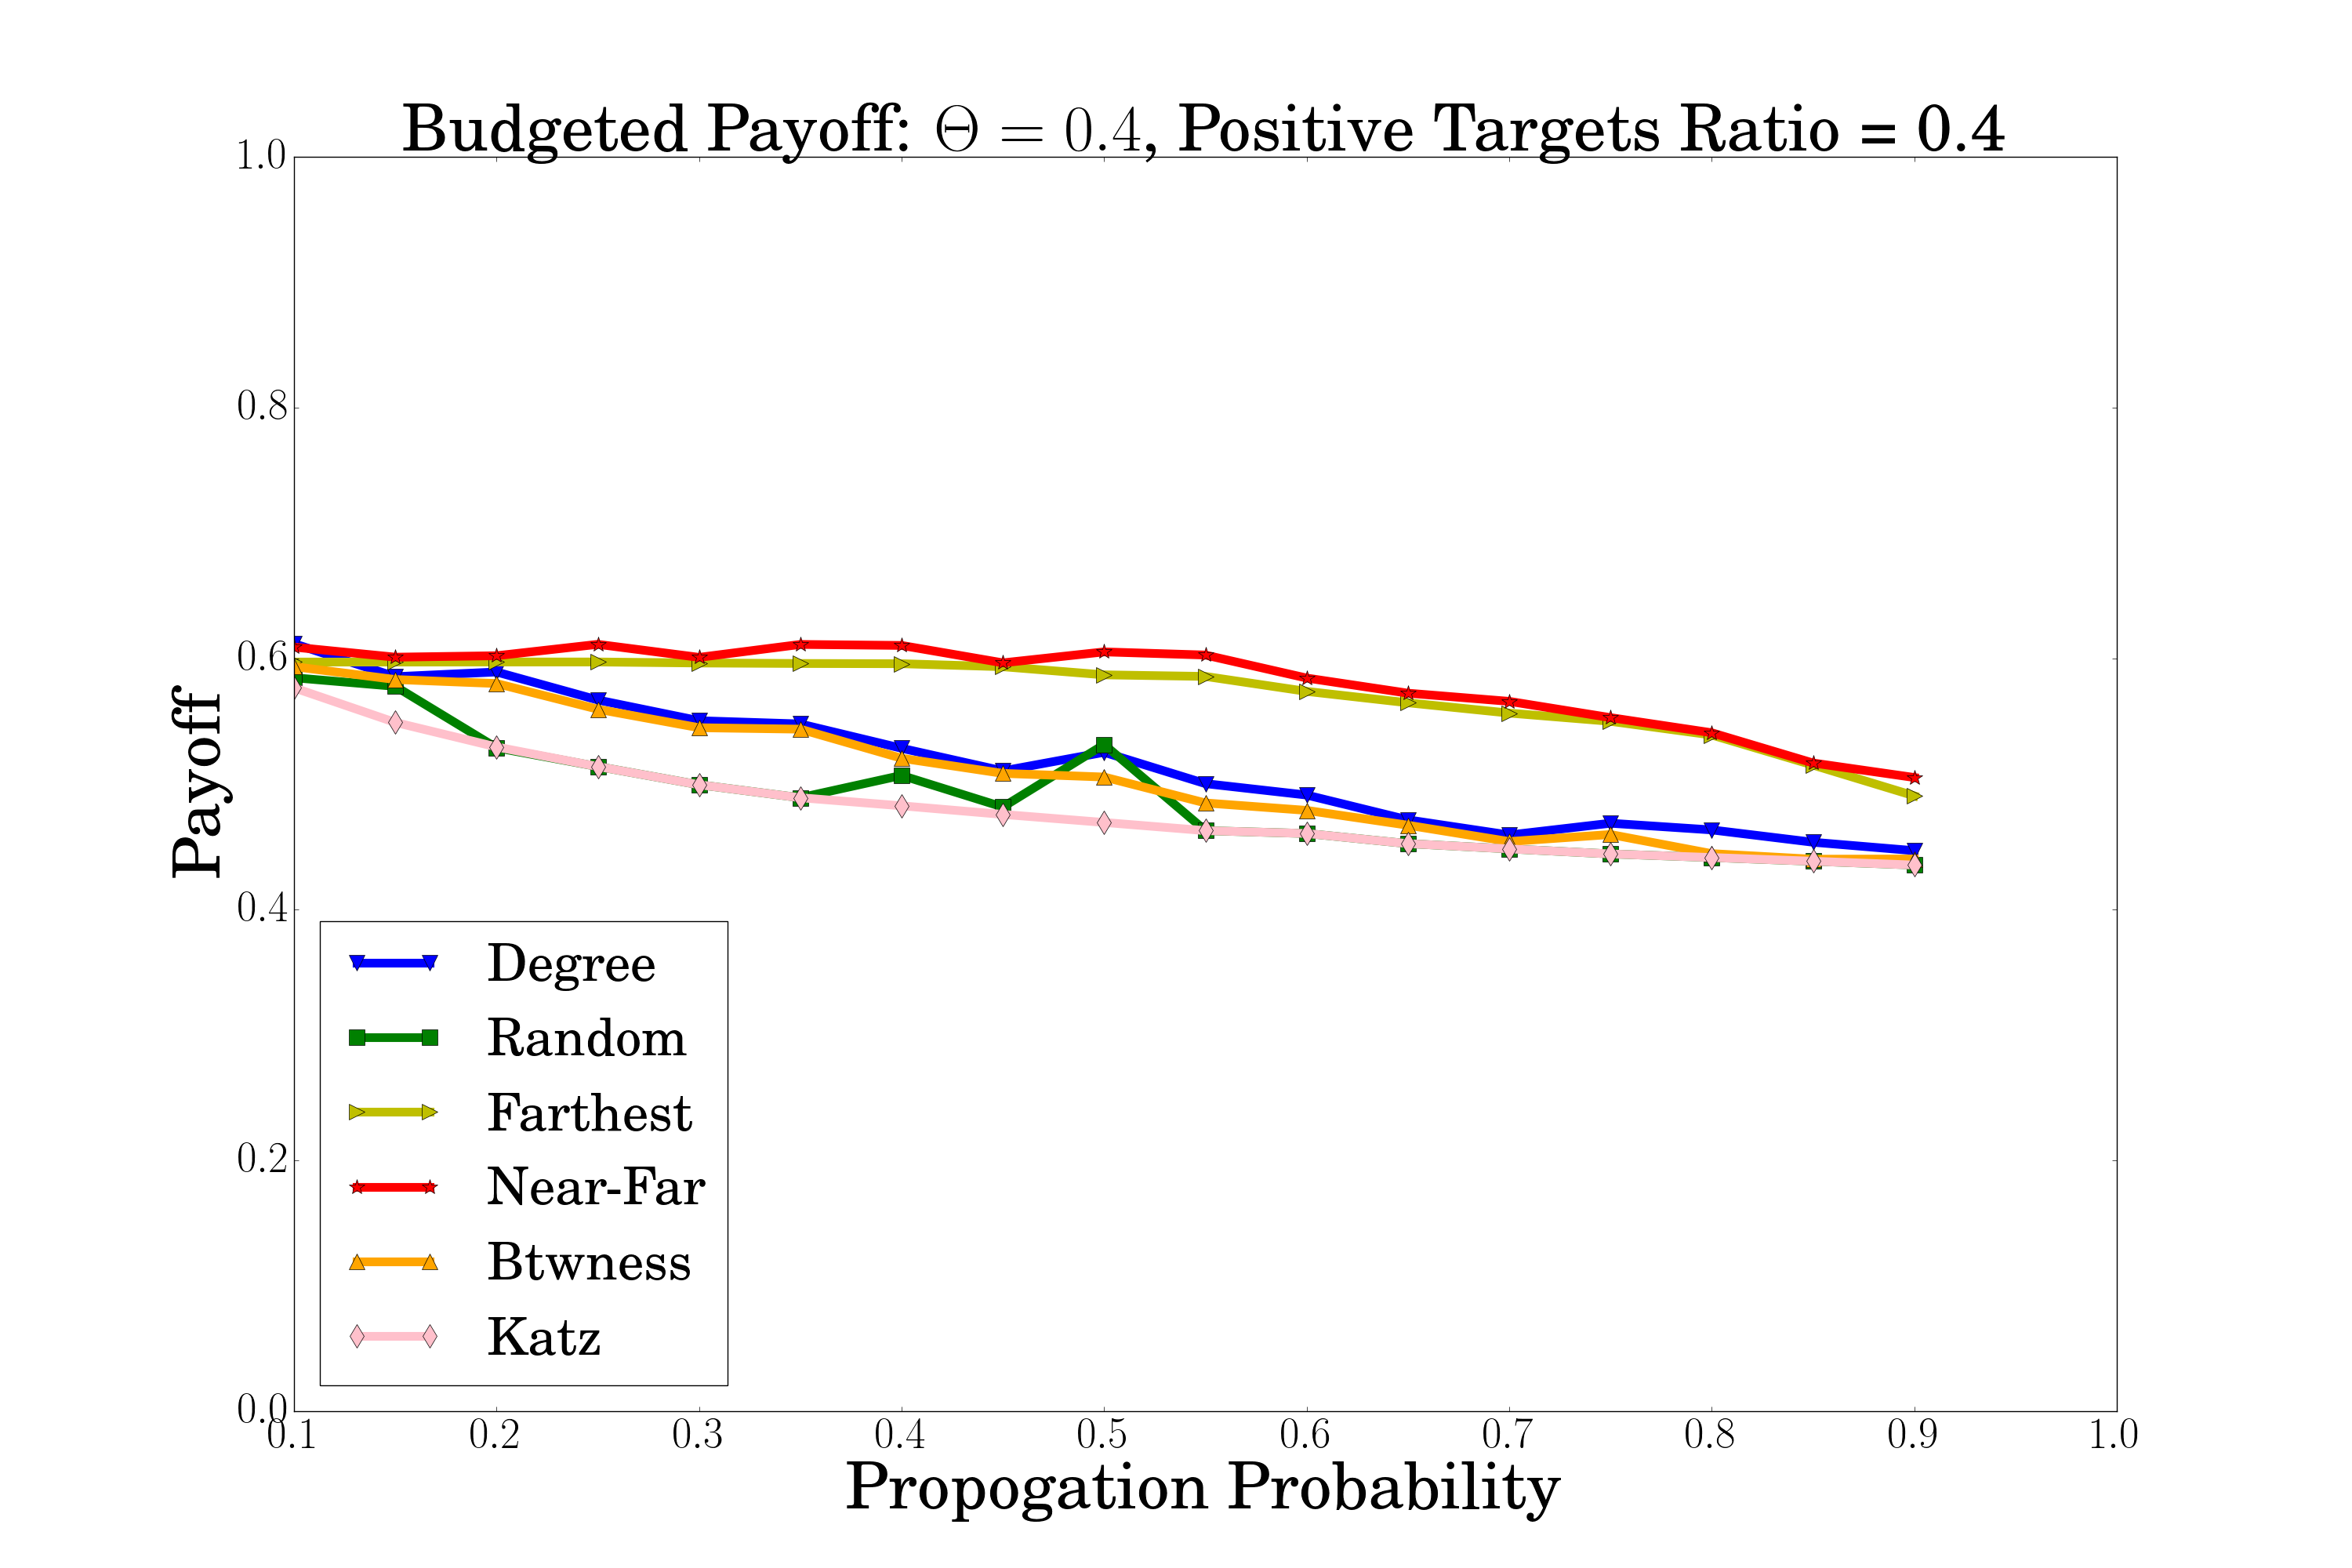 Budgeted Payoff: Θ = 0.4, Positive Targets Ratio = 0.4
1.0
0.8
0.6
0.4
0.2
0.0
Payoff
Degree
Random
Farthest
Near-Far
Btwness
Katz
0.1 0.2 0.3 0.4 0.5 0.6 0.7 0.8 0.9 1.0
Propogation Probability